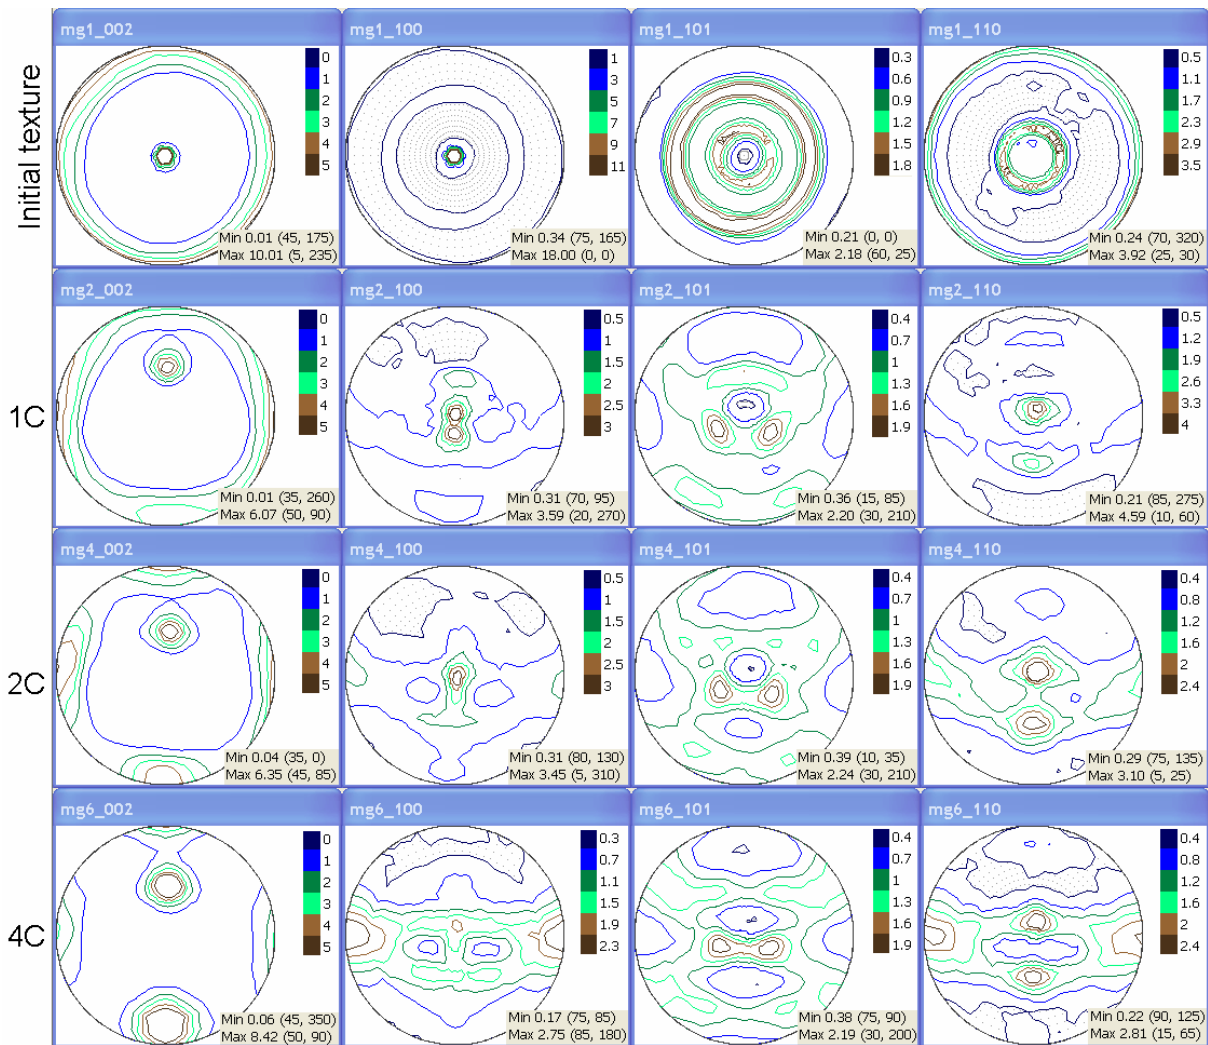 Initial texture
mg1_002
0
1
2
3
4
5
Min 0.01 (45, 175)
Max 10.01 (5, 235)
mg1_100
1
3
5
7
9
11
Min 0.34 (75, 165)
Max 18.00 (0, 0)
mg1_101
0.3
0.6
0.9
1.2
1.5
1.8
Min 0.21 (0, 0)
Max 2.18 (60, 25)
mg1_110
0.5
1.1
1.7
2.3
2.9
3.5
Min 0.24 (70, 320)
Max 3.92 (25, 30)
1C
mg2_002
0
1
2
3
4
5
Min 0.01 (35, 260)
Max 6.07 (50, 90)
mg2_100
0.5
1
1.5
2
2.5
3
Min 0.31 (70, 95)
Max 3.59 (20, 270)
mg2_101
0.4
0.7
1
1.3
1.6
1.9
Min 0.36 (15, 85)
Max 2.20 (30, 210)
mg2_110
0.5
1.2
1.9
2.6
3.3
4
Min 0.21 (85, 275)
Max 4.59 (10, 60)
2C
mg4_002
0
1
2
3
4
5
Min 0.04 (35, 0)
Max 6.35 (45, 85)
mg4_100
0.5
1
1.5
2
2.5
3
Min 0.31 (80, 130)
Max 3.45 (5, 310)
mg4_101
0.4
0.7
1
1.3
1.6
1.9
Min 0.39 (10, 35)
Max 2.24 (30, 210)
mg4_110
0.4
0.8
1.2
1.6
2
2.4
Min 0.29 (75, 135)
Max 3.10 (5, 25)
4C
mg6_002
0
1
2
3
4
5
Min 0.06 (45, 350)
Max 8.42 (50, 90)
mg6_100
0.3
0.7
1.1
1.5
1.9
2.3
Min 0.17 (75, 85)
Max 2.75 (85, 180)
mg6_101
0.4
0.7
1
1.3
1.6
1.9
Min 0.38 (75, 90)
Max 2.19 (30, 200)
mg6_110
0.4
0.8
1.2
1.6
2
2.4
Min 0.22 (90, 125)
Max 2.81 (15, 65)